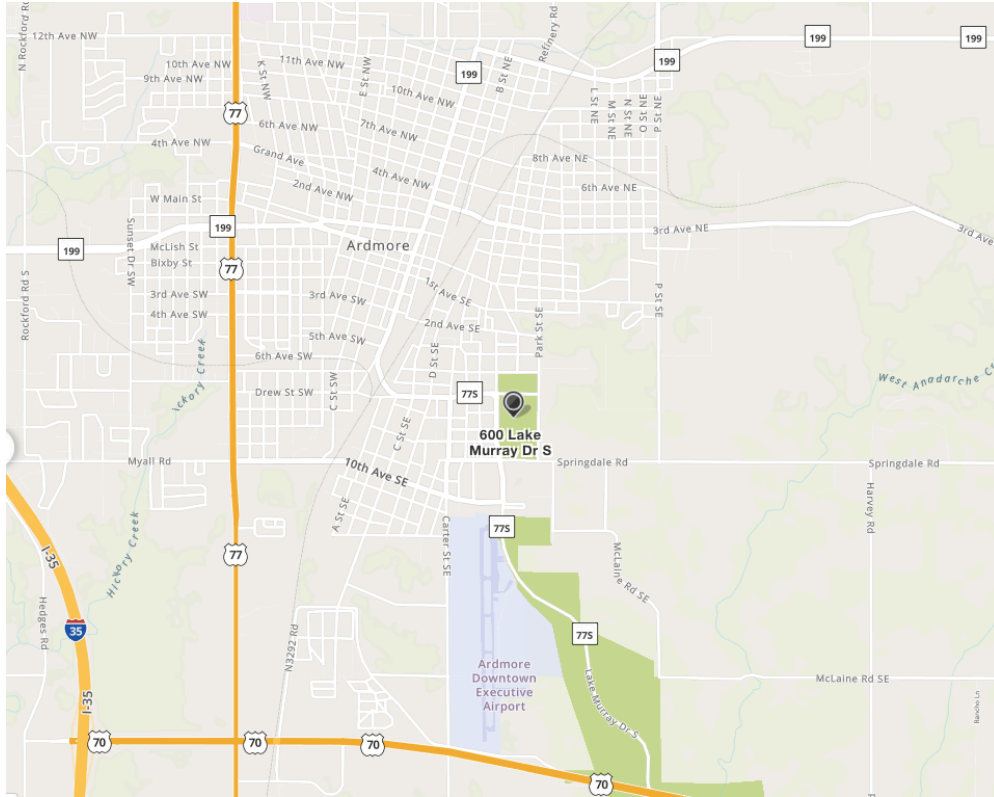 N Rockford Rd
12th Ave NW
11th Ave NW
Refinery Rd
199
199
199
199
10th Ave NW
K St NW
E St NW
B St NE
9th Ave NW
10th Ave NW
L St NE
M St NE
N St NE
O St NE
P St NE
77
6th Ave NW
7th Ave NW
4th Ave NW
Grand Ave
4th Ave NW
8th Ave NE
2nd Ave NW
6th Ave NE
W Main St
199
3rd Ave NE
3rd Ave
Sunset Dr SW
McLish St
Ardmore
199
Bixby St
77
Rockford Rd S
3rd Ave SW
3rd Ave SW
1st Ave SE
P St SE
4th Ave SW
2nd Ave SE
Park St SE
5th Ave SW
D St SE
6th Ave SW
Hickory Creek
West Anadarche
Drew St SW
C St SW
77S
C St SE
600 Lake
Murray Dr S
Myall Rd
10th Ave SE
Springdale Rd
Springdale Rd
A St SE
Carter St SE
77S
Harvey Rd
Hickory Creek
I-35
77
McLaine Rd SE
Hedges Rd
35
N3292 Rd
77S
Ardmore
Downtown
Executive
Airport
McLaine Rd SE
Lake Murray Dr S
I-35
Rancho Ln
70
70
70
70